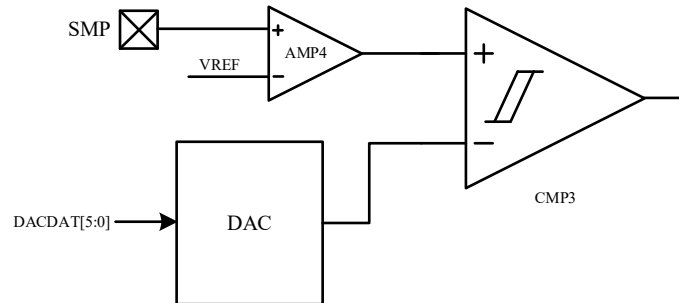 SMP
+
AMP4
VREF
−
+
−
CMP3
DACDAT[5:0]
DAC